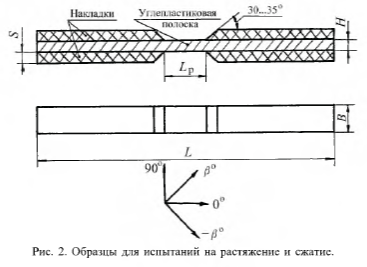 Накладки
Углепластиковая
полоска
30...35°
H
S
Lр
B
L
90°
β°
0°
−β°
Рис. 2. Образцы для испытаний на растяжение и сжатие.